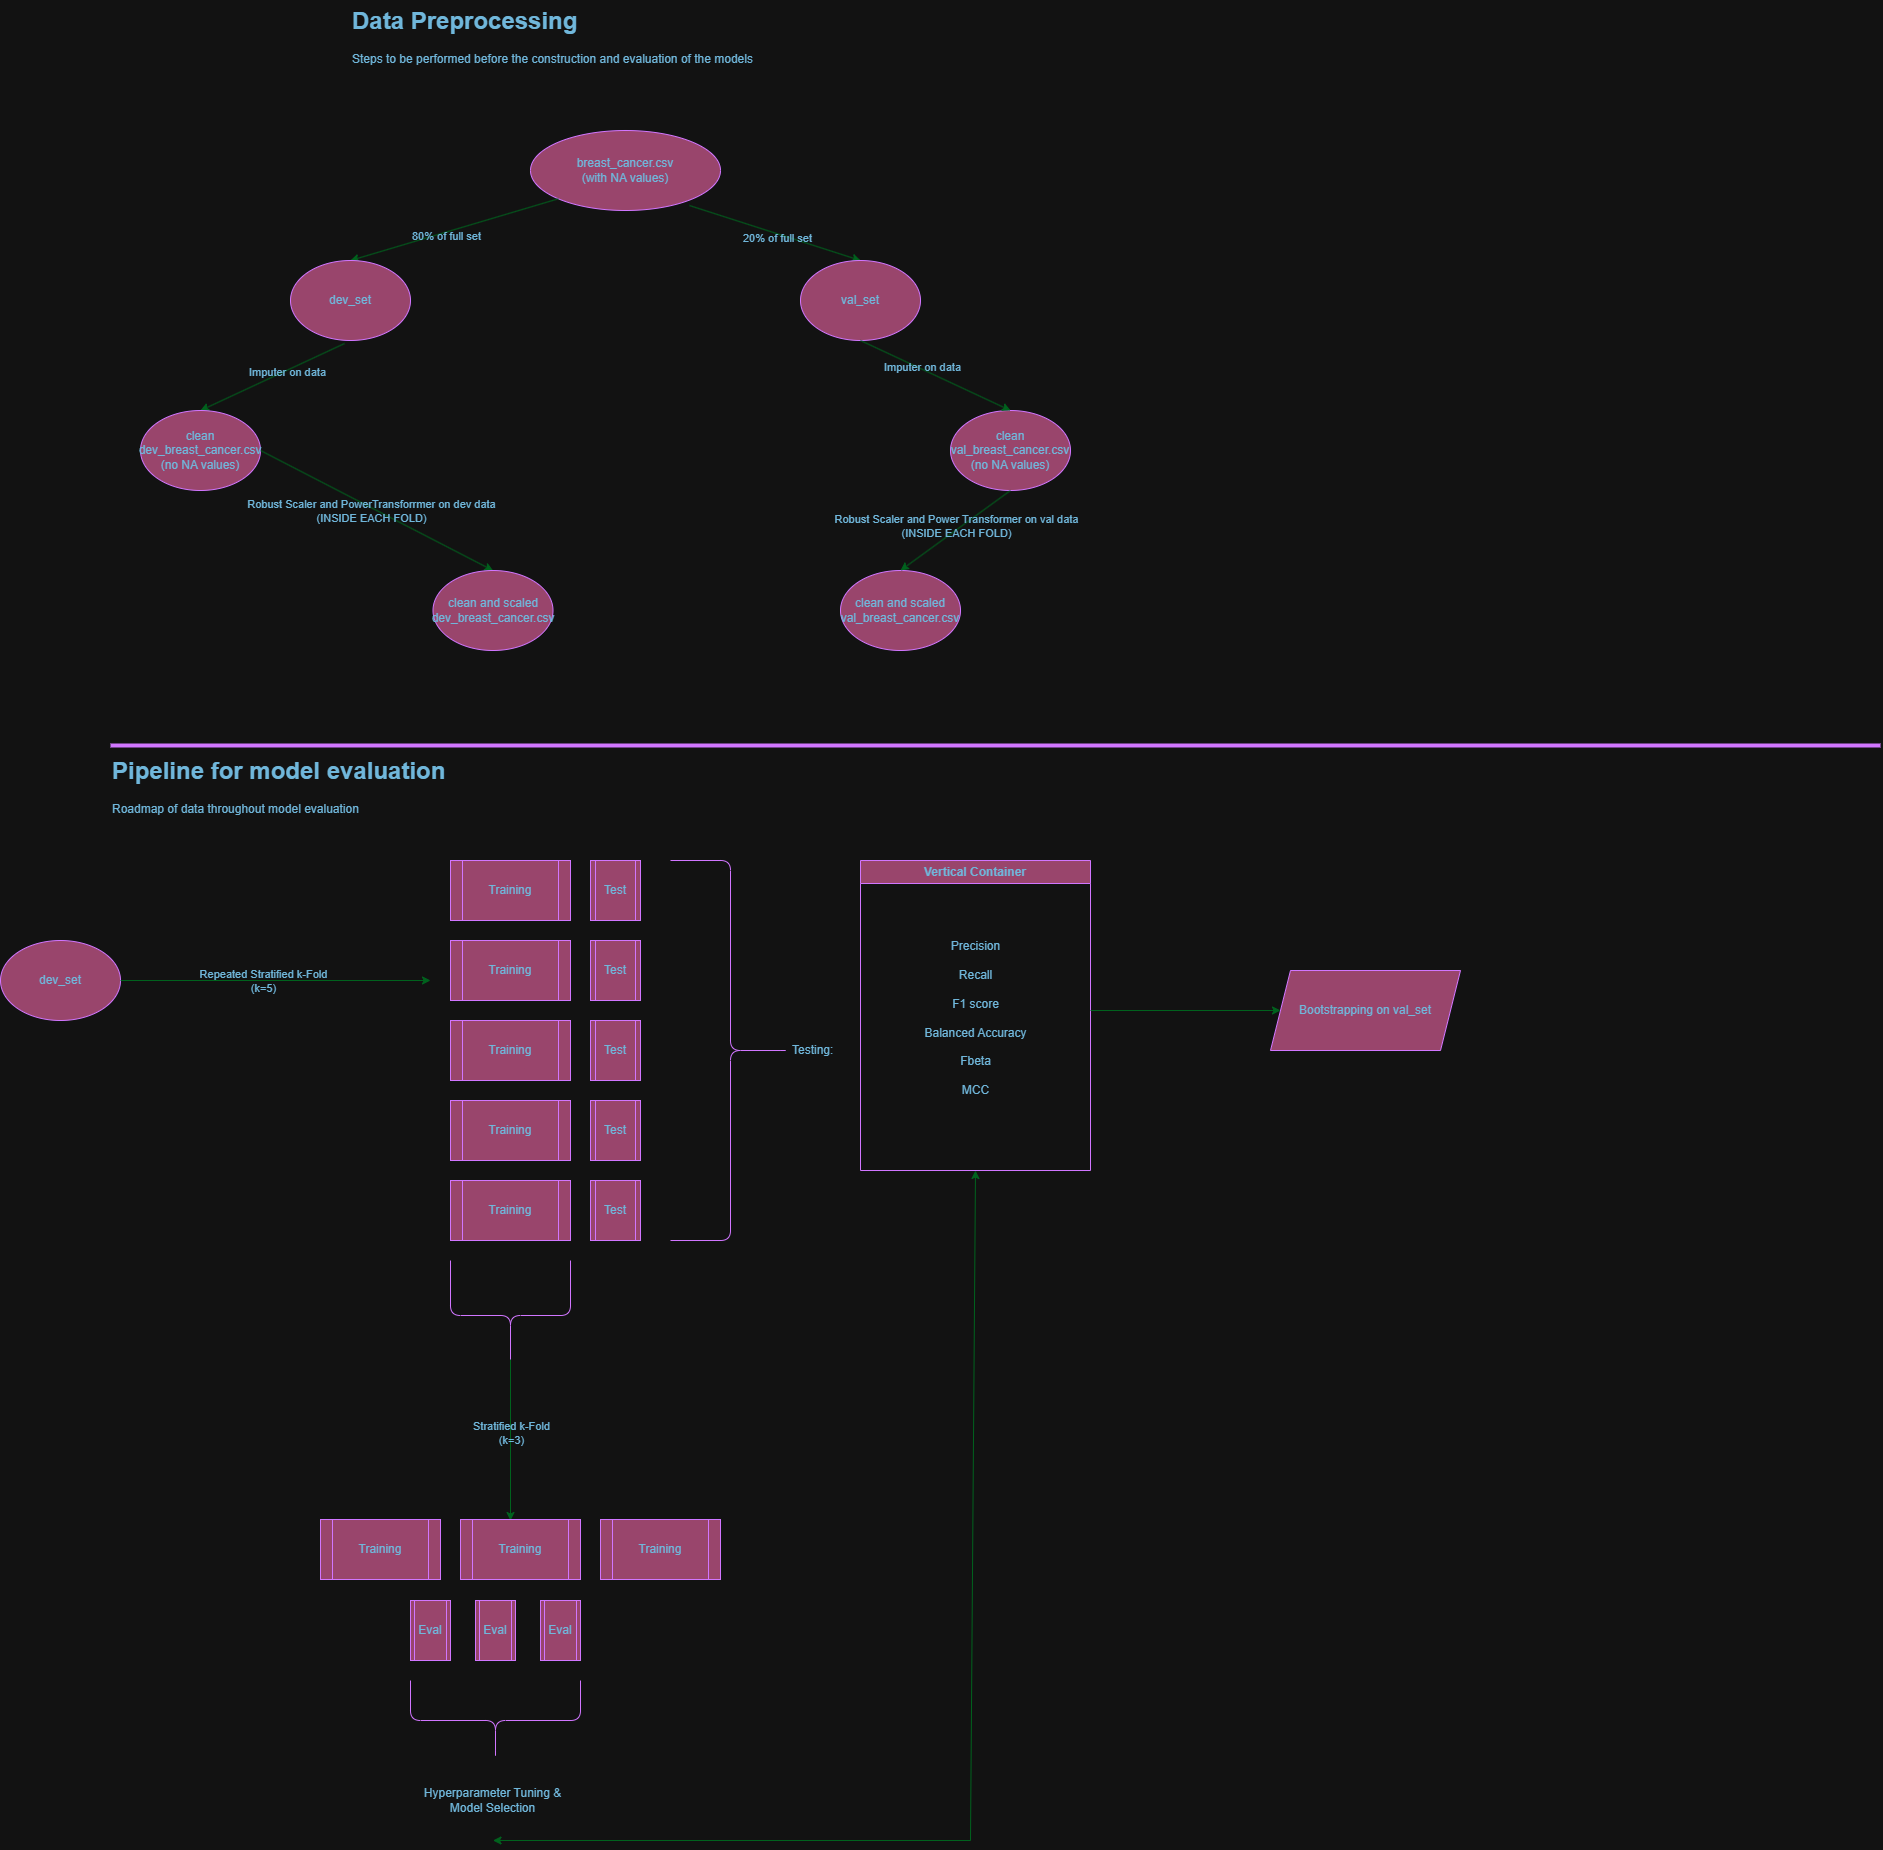 Data Preprocessing
Steps to be performed before the construction and evaluation of the models
breast_cancer.csv
(with NA values)
80% of full set
20% of full set
dev_set
val_set
Imputer on data
Imputer on data
clean
dev_breast_cancer.csv
(no NA values)
clean
val_breast_cancer.csv
(no NA values)
Robust Scaler and PowerTransforrmer on dev data
(INSIDE EACH FOLD)
Robust Scaler and Power Transformer on val data
(INSIDE EACH FOLD)
clean and scaled
dev_breast_cancer.csv
clean and scaled
val_breast_cancer.csv
Pipeline for model evaluation
Roadmap of data throughout model evaluation
dev_set
Repeated Stratified k-Fold
(k=5)
Training
Test
Training
Test
Training
Test
Training
Test
Training
Test
Testing:
Vertical Container
Precision
Recall
F1 score
Balanced Accuracy
Fbeta
MCC
Bootstrapping on val_set
Stratified k-Fold
(k=3)
Training
Training
Training
Eval
Eval
Eval
Hyperparameter Tuning &
Model Selection